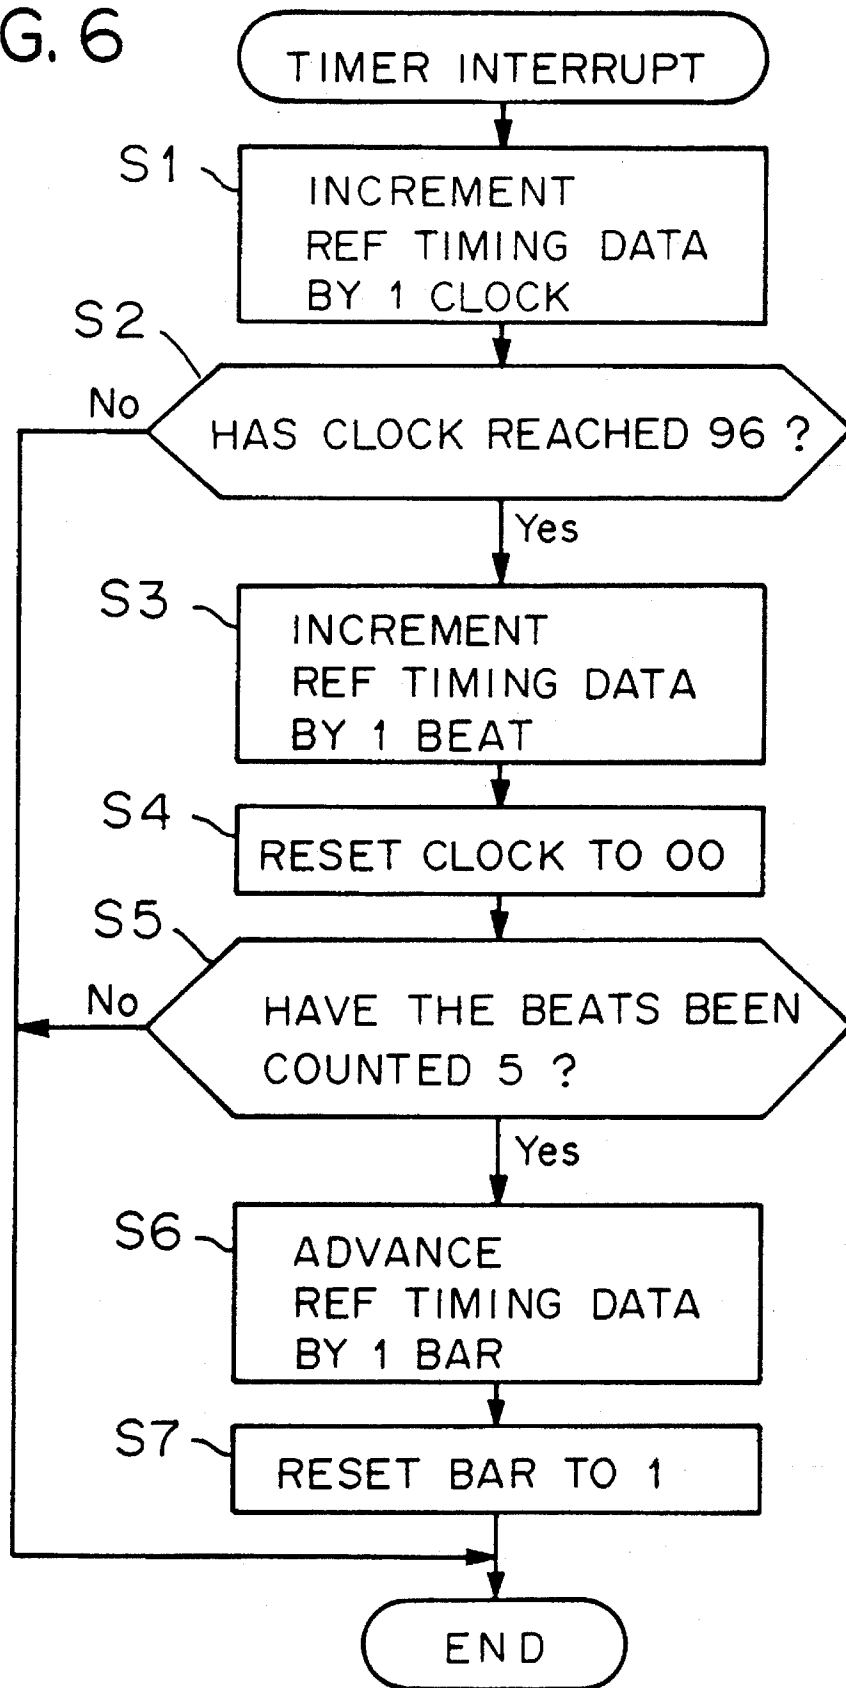 G. 6
TIMER INTERRUPT
S1
INCREMENT
REF TIMING DATA
BY 1 CLOCK
S2
No
HAS CLOCK REACHED 96 ?
Yes
S3
INCREMENT
REF TIMING DATA
BY 1 BEAT
S4
RESET CLOCK TO 00
S5
No
HAVE THE BEATS BEEN
COUNTED 5 ?
Yes
S6
ADVANCE
REF TIMING DATA
BY 1 BAR
S7
RESET BAR TO 1
END